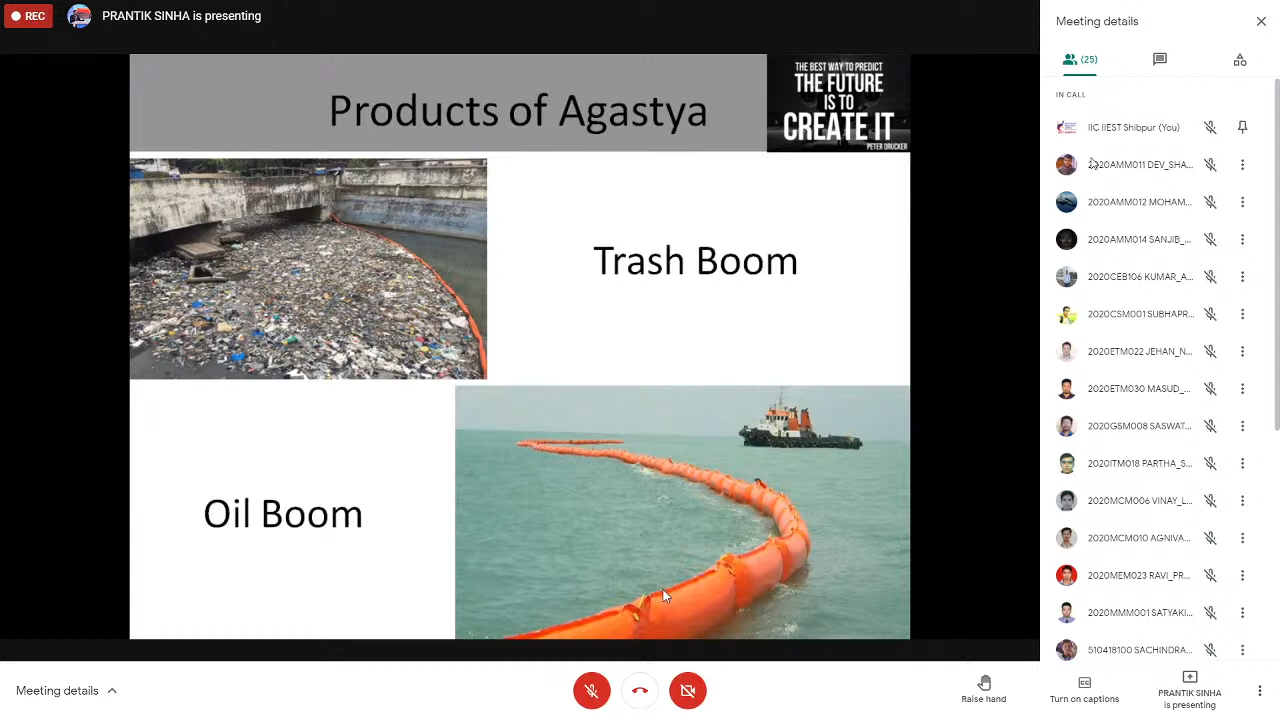 REC
PRANTIK SINHA is presenting
Products of Agastya
THE BEST WAY TO PREDICT
THE FUTURE
IS TO
CREATE IT
PETER DRUCKER
Trash Boom
Oil Boom
Meeting details
(25)
IN CALL
IIC IIEST Shibpur (You)
2020AMM011 DEV_SHA...
2020AMM012 MOHAM...
2020AMM014 SANJIB_...
2020CEB106 KUMAR_A...
2020CSM001 SUBHAPR...
2020ETM022 JEHAN_N...
2020ETM030 MASUD_...
2020GSM008 SASWAT...
2020ITM018 PARTHA_S...
2020MCM006 VINAY_L...
2020MCM010 AGNIVA...
2020MEM023 RAVI_PR...
2020MMM001 SATYAKI...
510418100 SACHINDRA...
Meeting details
Raise hand
Turn on captions
PRANTIK SINHA
is presenting